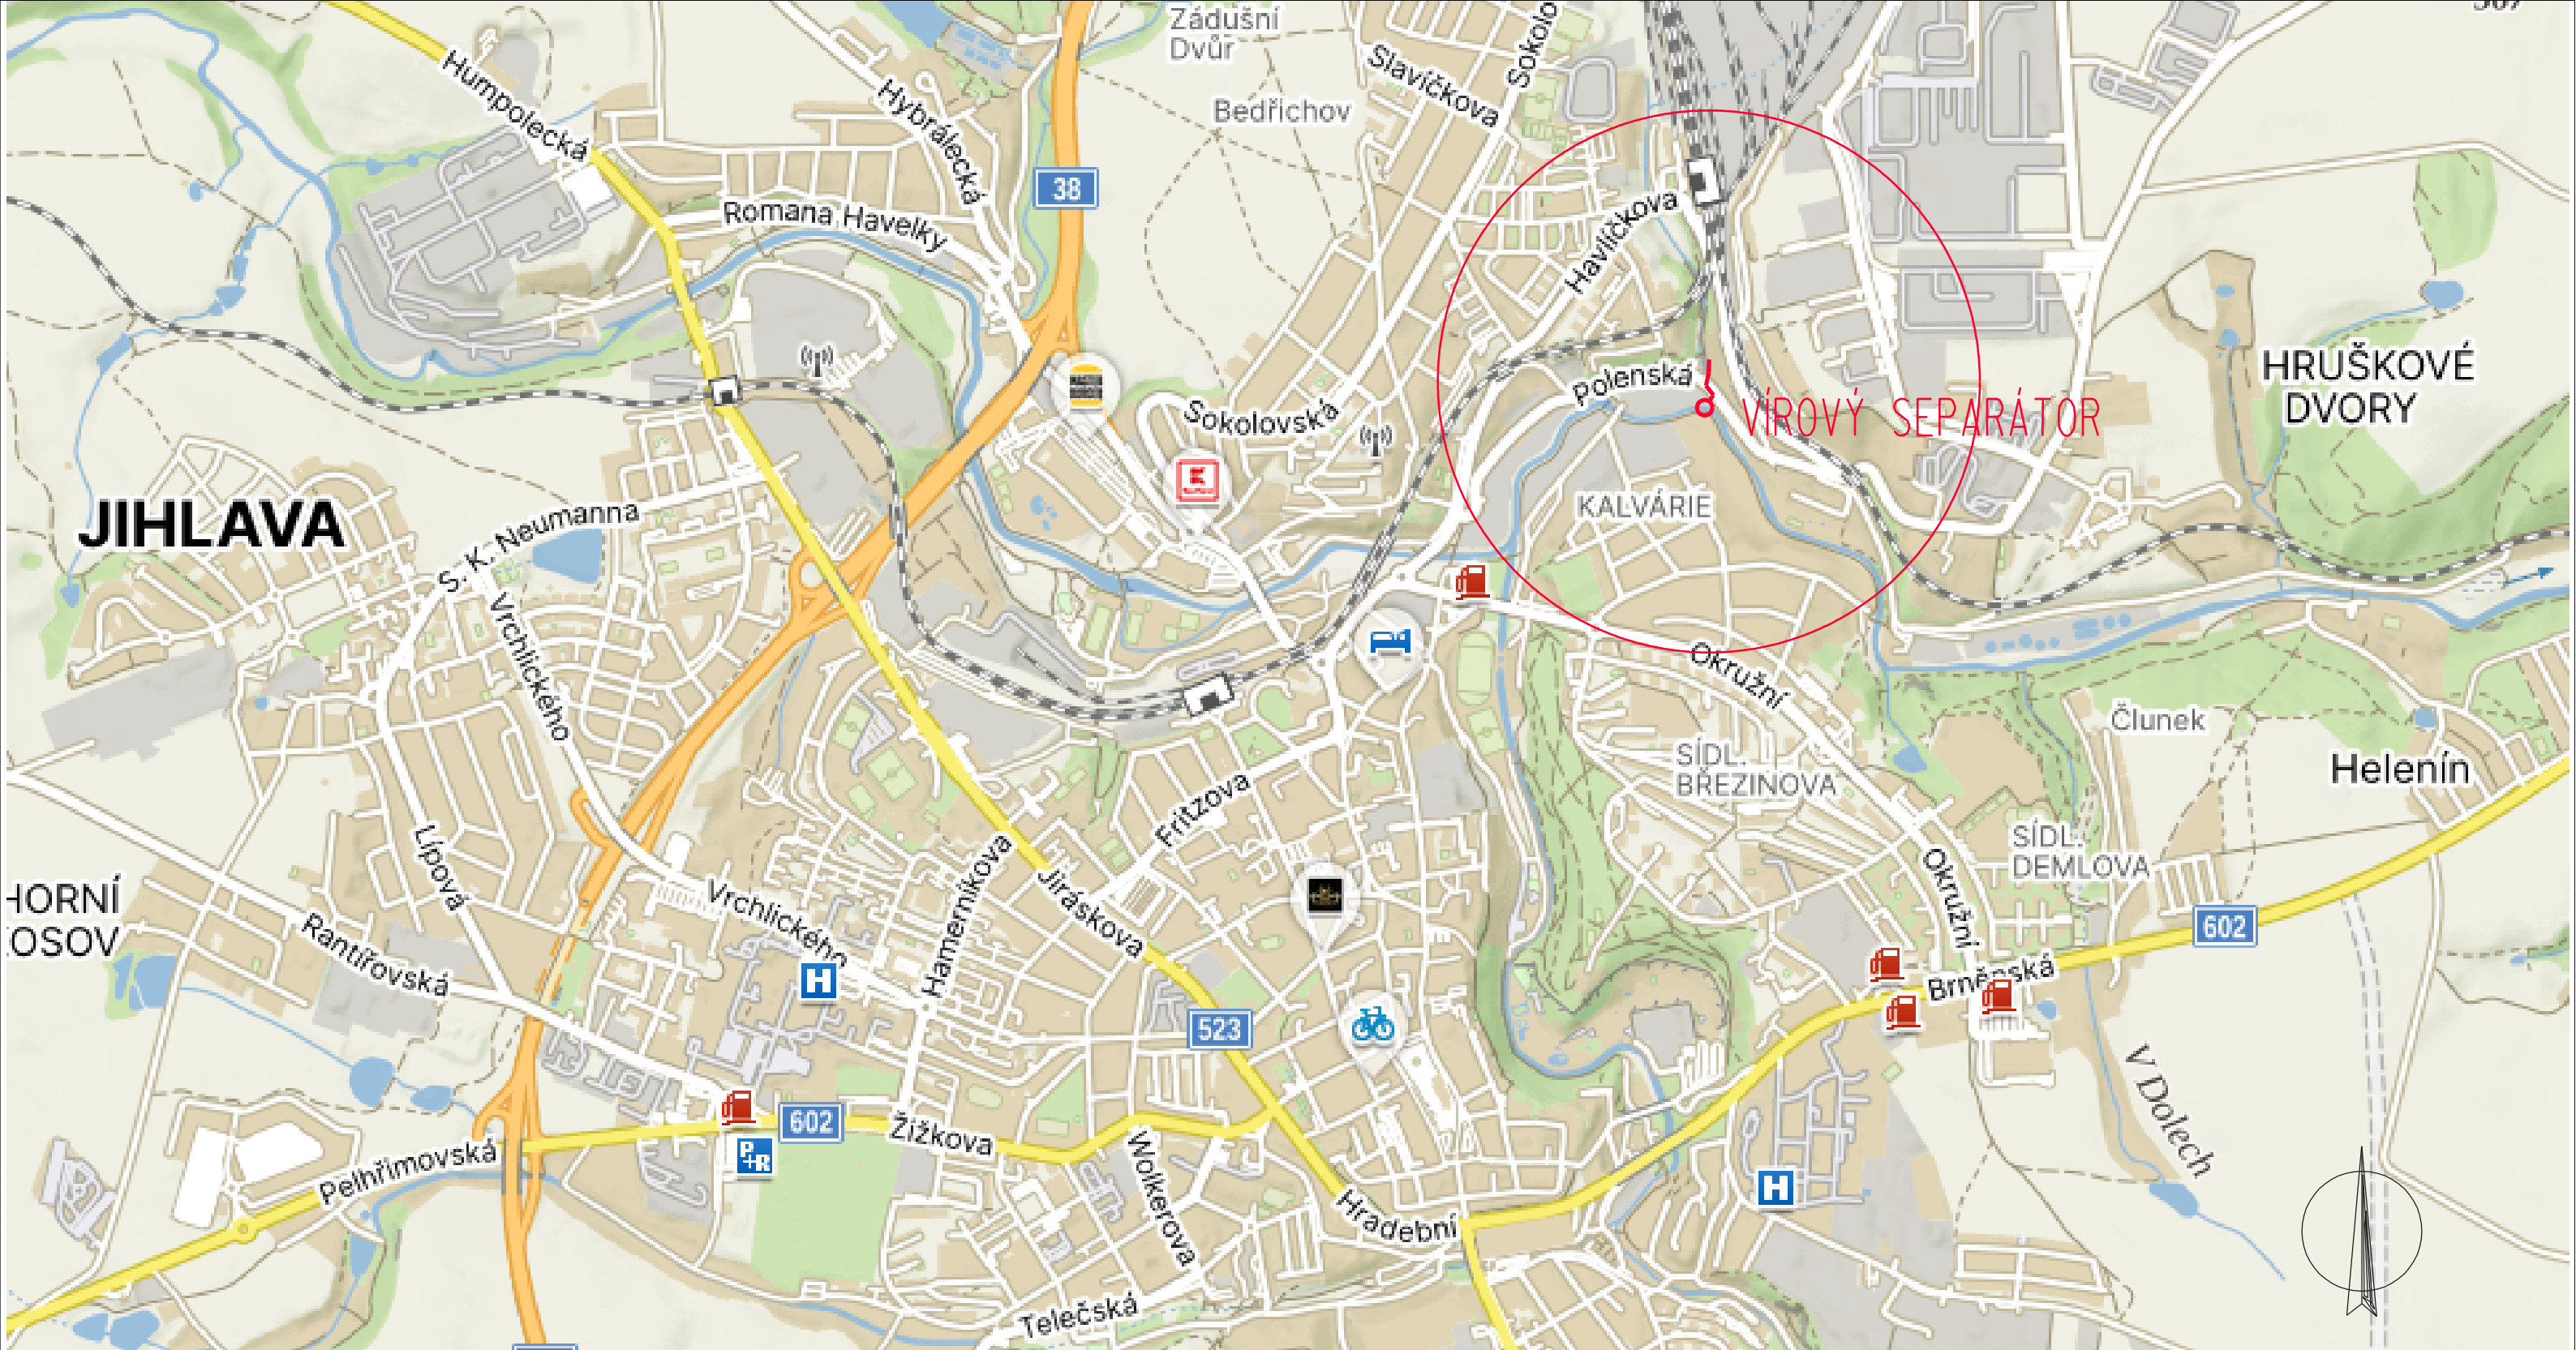 Zádušní
Dvůr
Sokolo
Slavíčkova
Humpolecká
Hybrálecká
Bedřichov
38
Romana Havelky
Havlíčkova
HRUŠKOVÉ
DVORY
Polenská
VÍROVÝ SEPARÁTOR
Sokolovská
K
JIHLAVA
S. K. Neumanna
KALVÁRIE
Vrchlického
Okružní
Člunek
SÍDL.
BŘEZINOVA
Helenín
Fritzova
Lípová
SÍDL.
DEMLOVA
HORNÍ
KOSOV
Hamerníkova
Jiráskova
Okružní
Vrchlického
Rantířovská
602
H
Brněnská
523
V Dolech
602
Žižkova
P+R
Pelhřimovská
Wolkerova
H
Hradební
Telečská